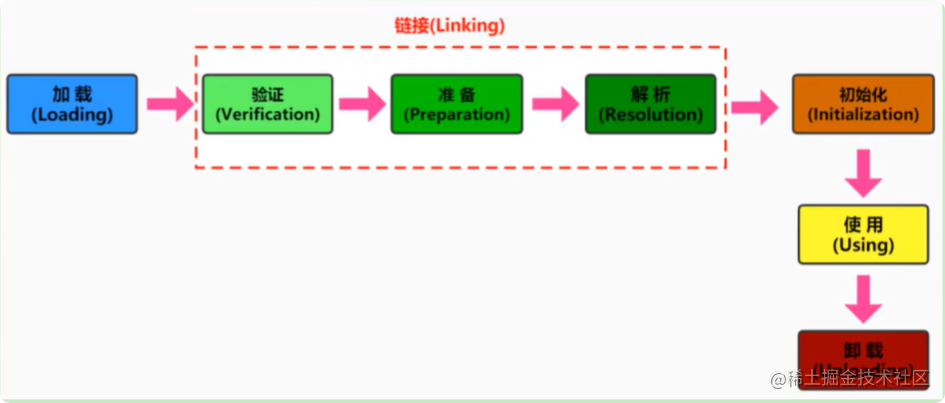 链接(Linking)
加 载
(Loading)
验证
(Verification)
准 备
(Preparation)
解 析
(Resolution)
初始化
(Initialization)
使 用
(Using)
卸 载
(Unloading)
@稀土掘金技术社区